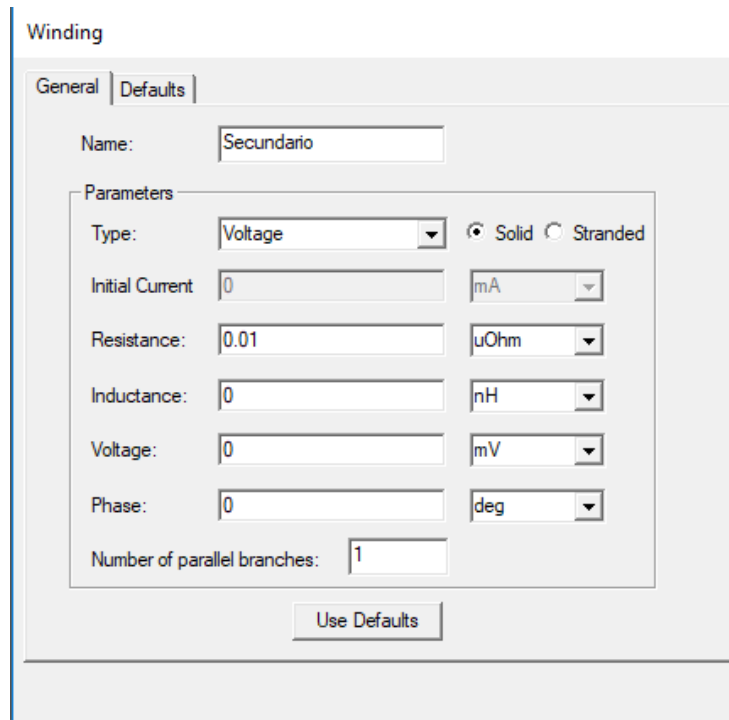 Winding
General Defaults
Name: Secundario
Parameters
Type: Voltage Solid Stranded
Initial Current 0 mA
Resistance: 0.01 uOhm
Inductance: 0 nH
Voltage: 0 mV
Phase: 0 deg
Number of parallel branches: 1
Use Defaults